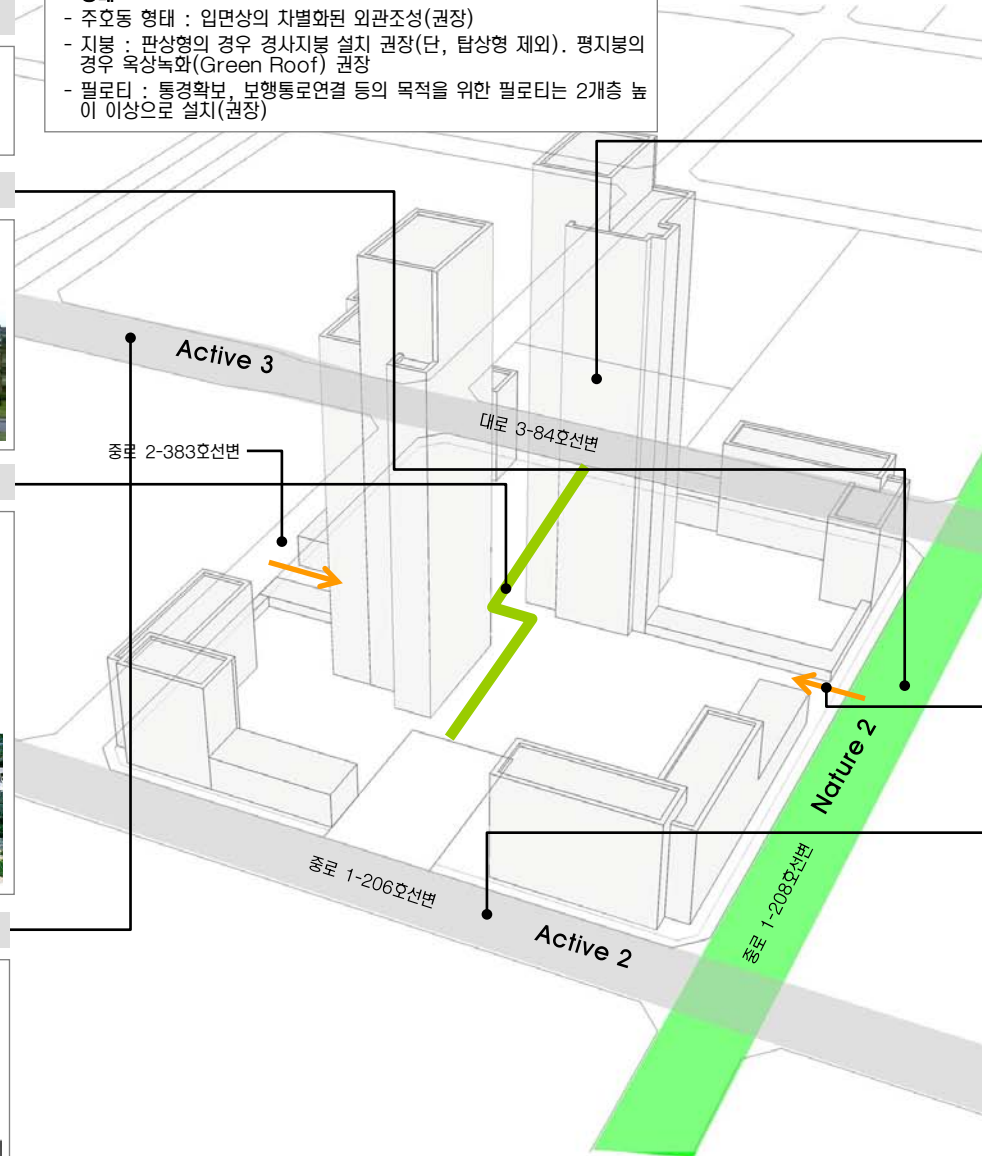 - 주호동 형태 : 입면상의 차별화된 외관조성(권장)
- 지붕 : 판상형의 경우 경사지붕 설치 권장(단, 탑상형 제외). 평지붕의
경우 옥상녹화(Green Roof) 권장
- 필로티 : 통경확보, 보행통로연결 등의 목적을 위한 필로티는 2개층 높
이 이상으로 설치(권장)
Active 3
대로 3-84호선변
중로 2-383호선변
Nature 2
중로 1-208호선변
중로 1-206호선변
Active 2